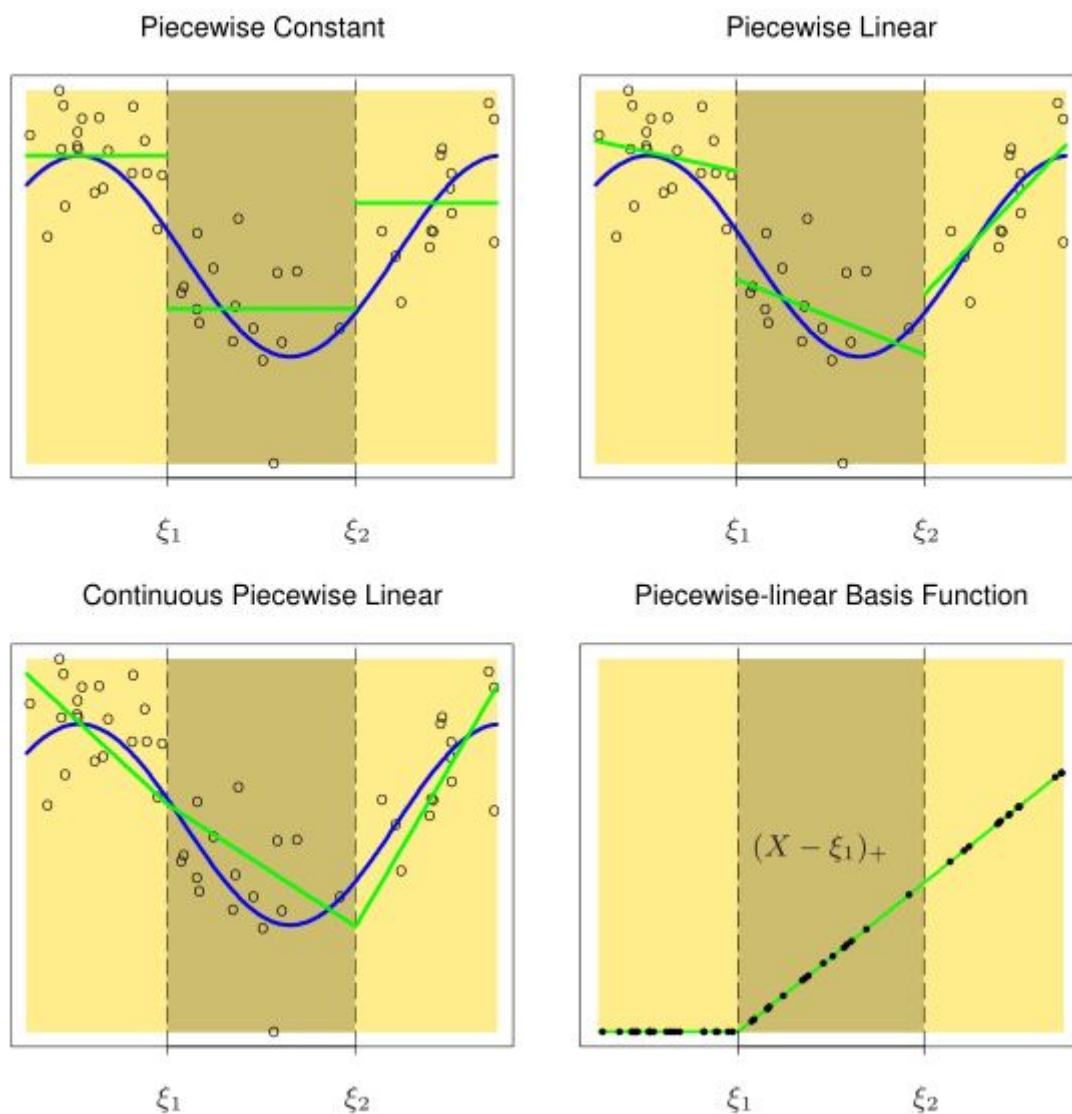 Piecewise Constant
Piecewise Linear
ξ₁ ξ₂
ξ₁ ξ₂
Continuous Piecewise Linear
Piecewise-linear Basis Function
(X − ξ₁)₊
ξ₁ ξ₂
ξ₁ ξ₂